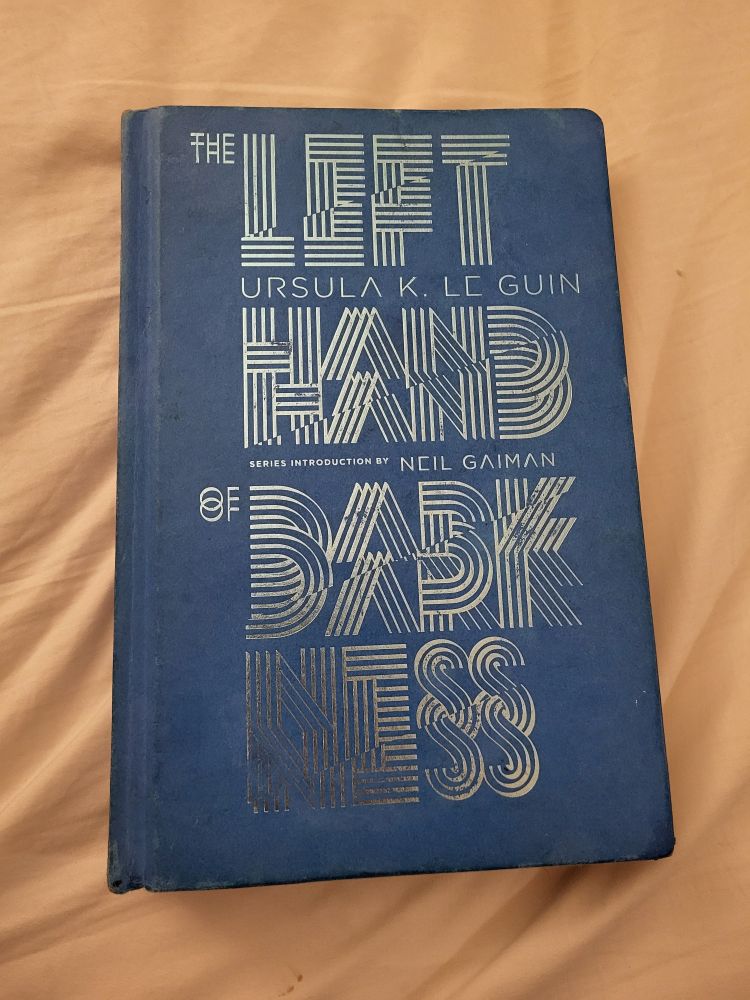 THE LEFT
URSULA K. LE GUIN
HAND
SERIES INTRODUCTION BY NEIL GAIMAN
OF DARK
NESS